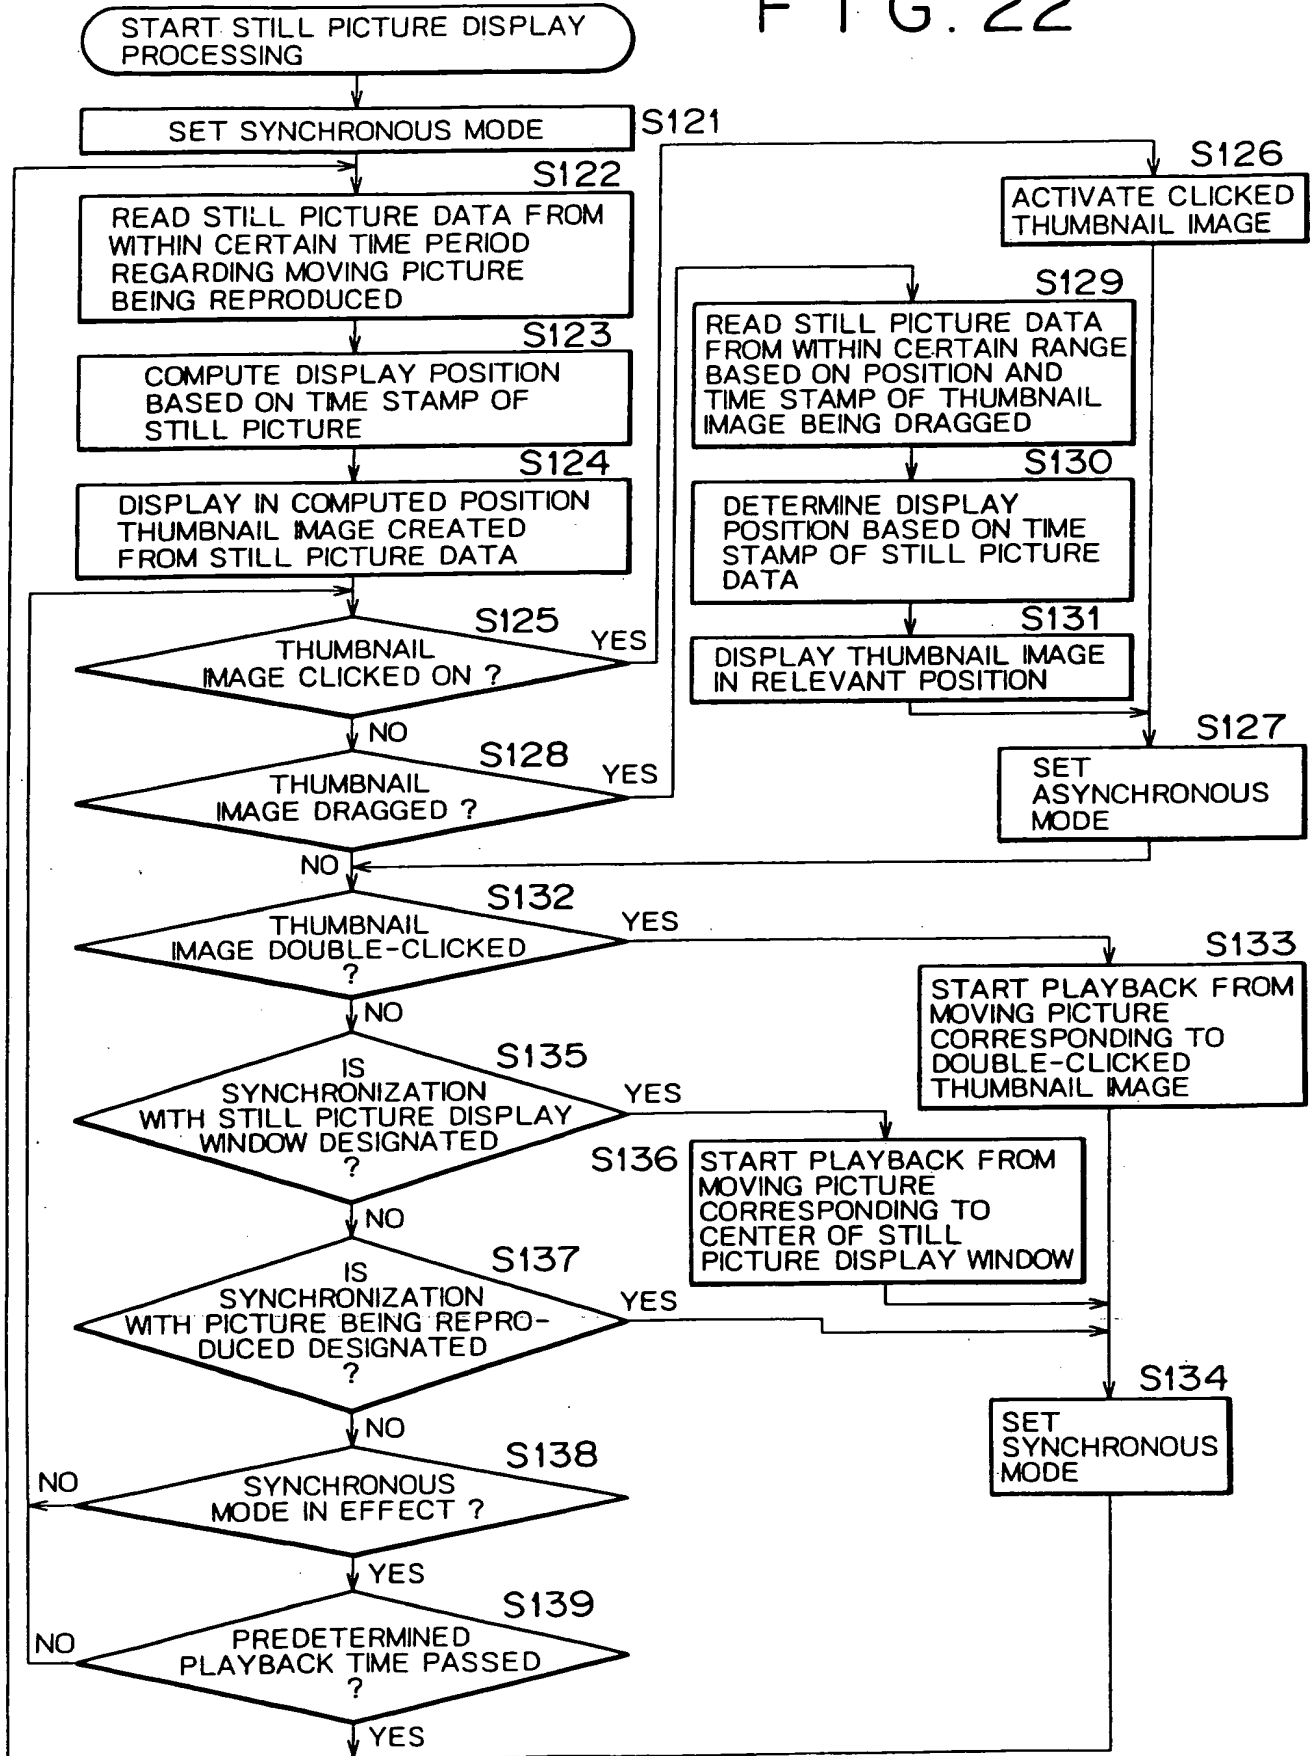 FIG. 22
START STILL PICTURE DISPLAY
PROCESSING
SET SYNCHRONOUS MODE
S121
S122
READ STILL PICTURE DATA FROM
WITHIN CERTAIN TIME PERIOD
REGARDING MOVING PICTURE
BEING REPRODUCED
S123
COMPUTE DISPLAY POSITION
BASED ON TIME STAMP OF
STILL PICTURE
S124
DISPLAY IN COMPUTED POSITION
THUMBNAIL IMAGE CREATED
FROM STILL PICTURE DATA
S125
THUMBNAIL
IMAGE CLICKED ON ?
YES
NO
S126
ACTIVATE CLICKED
THUMBNAIL IMAGE
S128
THUMBNAIL
IMAGE DRAGGED ?
YES
NO
S129
READ STILL PICTURE DATA
FROM WITHIN CERTAIN RANGE
BASED ON POSITION AND
TIME STAMP OF THUMBNAIL
IMAGE BEING DRAGGED
S130
DETERMINE DISPLAY
POSITION BASED ON TIME
STAMP OF STILL PICTURE
DATA
S131
DISPLAY THUMBNAIL IMAGE
IN RELEVANT POSITION
S127
SET
ASYNCHRONOUS
MODE
S132
THUMBNAIL
IMAGE DOUBLE-CLICKED
?
YES
NO
S133
START PLAYBACK FROM
MOVING PICTURE
CORRESPONDING TO
DOUBLE-CLICKED
THUMBNAIL IMAGE
S135
IS
SYNCHRONIZATION
WITH STILL PICTURE DISPLAY
WINDOW DESIGNATED
?
YES
NO
S136
START PLAYBACK FROM
MOVING PICTURE
CORRESPONDING TO
CENTER OF STILL
PICTURE DISPLAY WINDOW
S137
IS
SYNCHRONIZATION
WITH PICTURE BEING REPRO-
DUCED DESIGNATED
?
YES
NO
S134
SET
SYNCHRONOUS
MODE
S138
SYNCHRONOUS
MODE IN EFFECT ?
NO
YES
S139
PREDETERMINED
PLAYBACK TIME PASSED
?
NO
YES